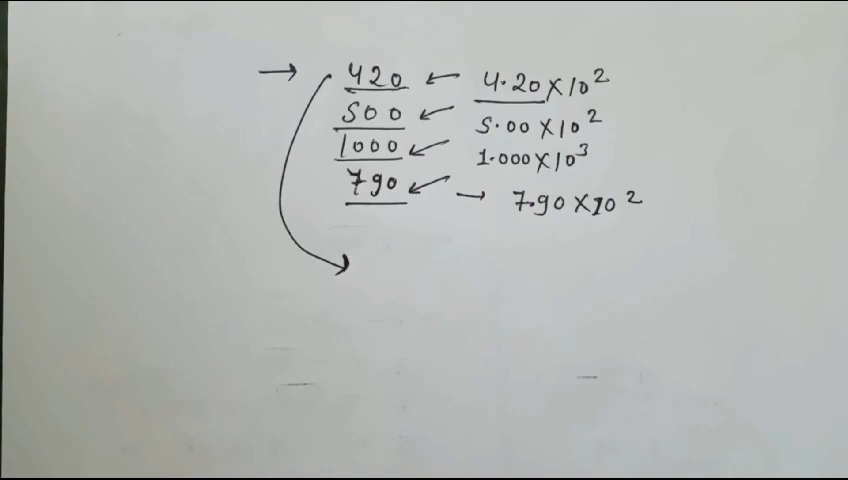 → 420 ← 4.20 × 10²
500 ← 5.00 × 10²
1000 ← 1.000 × 10³
790 ← → 7.90 × 10²